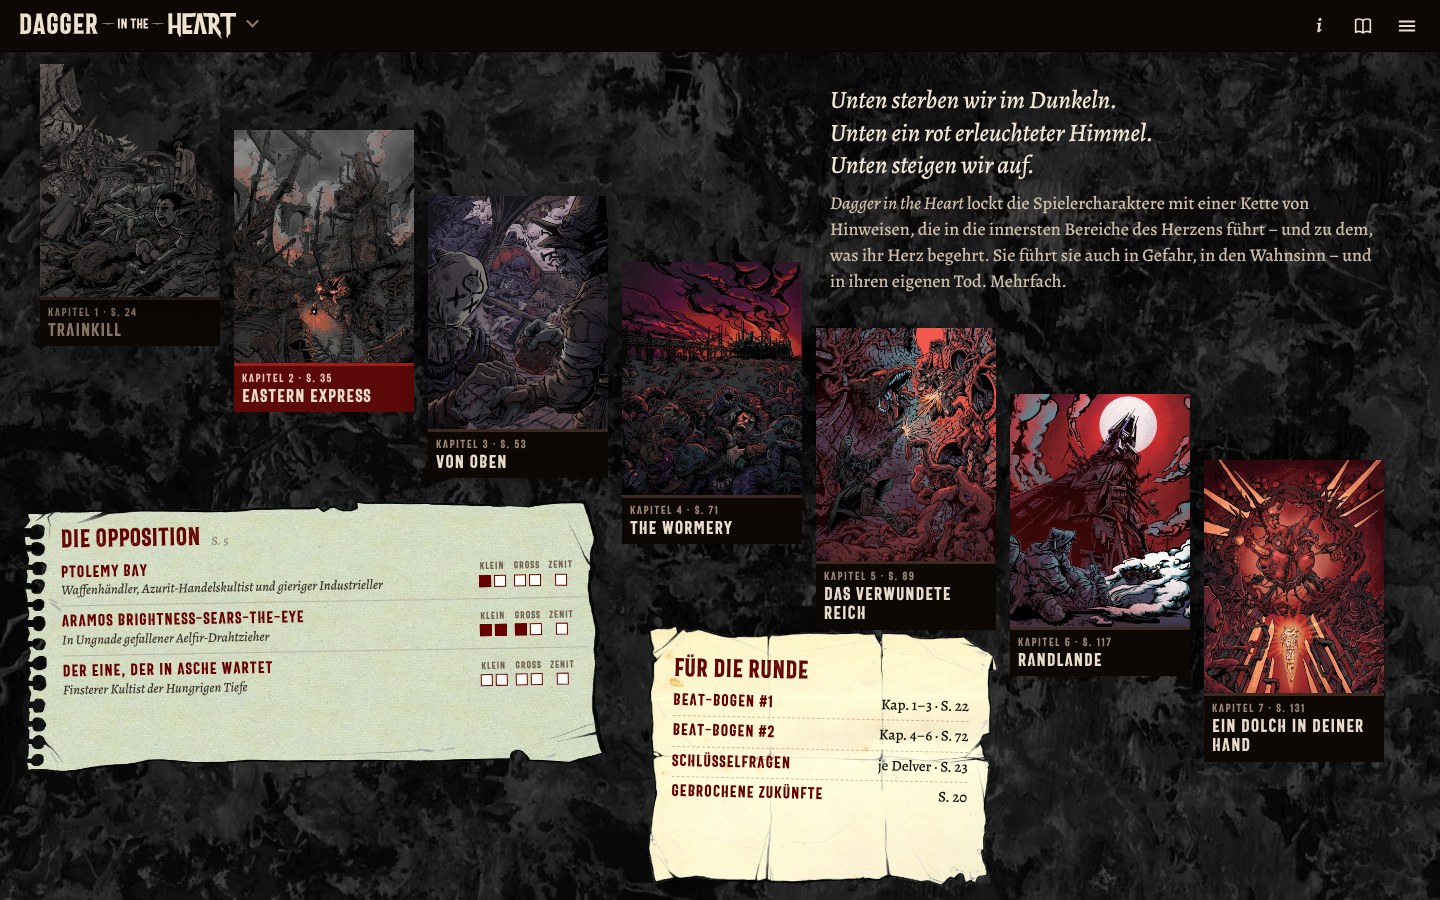 DAGGER IN THE HEART
i
Unten sterben wir im Dunkeln.
Unten ein rot erleuchteter Himmel.
Unten steigen wir auf.
Dagger in the Heart lockt die Spielercharaktere mit einer Kette von
Hinweisen, die in die innersten Bereiche des Herzens führt – und zu dem,
was ihr Herz begehrt. Sie führt sie auch in Gefahr, in den Wahnsinn – und
in ihren eigenen Tod. Mehrfach.
KAPITEL 1 · S. 24
TRAINKILL
KAPITEL 2 · S. 35
EASTERN EXPRESS
KAPITEL 3 · S. 53
VON OBEN
KAPITEL 4 · S. 71
THE WORMERY
KAPITEL 5 · S. 89
DAS VERWUNDETE
REICH
KAPITEL 6 · S. 117
RANDLANDE
KAPITEL 7 · S. 131
EIN DOLCH IN DEINER
HAND
DIE OPPOSITION S. 5
PTOLEMY BAY
Waffenhändler, Azurit-Handelskultist und gieriger Industrieller
KLEIN GROSS ZENIT
ARAMOS BRIGHTNESS-SEARS-THE-EYE
In Ungnade gefallener Aelfir-Drahtzieher
KLEIN GROSS ZENIT
DER EINE, DER IN ASCHE WARTET
Finsterer Kultist der Hungrigen Tiefe
KLEIN GROSS ZENIT
FÜR DIE RUNDE
BEAT-BOGEN #1 Kap. 1–3 · S. 22
BEAT-BOGEN #2 Kap. 4–6 · S. 72
SCHLÜSSELFRAGEN je Delver · S. 23
GEBROCHENE ZUKÜNFTE S. 20